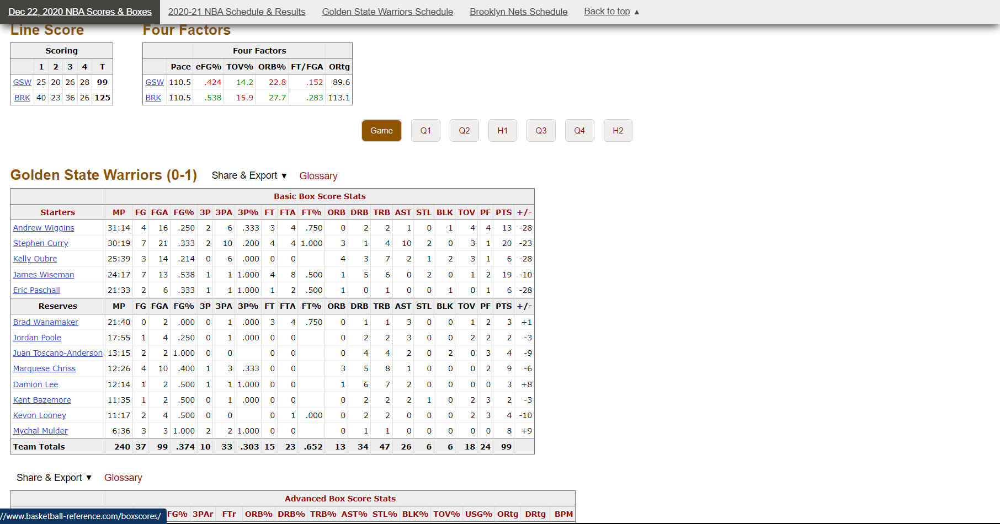 Dec 22, 2020 NBA Scores & Boxes 2020-21 NBA Schedule & Results Golden State Warriors Schedule Brooklyn Nets Schedule Back to top ▲
Line Score Four Factors
Scoring
1 2 3 4 T
GSW 25 20 26 28 99
BRK 40 23 36 26 125
Four Factors
Pace eFG% TOV% ORB% FT/FGA ORtg
GSW 110.5 .424 14.2 22.8 .152 89.6
BRK 110.5 .538 15.9 27.7 .283 113.1
Game Q1 Q2 H1 Q3 Q4 H2
Golden State Warriors (0-1) Share & Export ▼ Glossary
Basic Box Score Stats
Starters MP FG FGA FG% 3P 3PA 3P% FT FTA FT% ORB DRB TRB AST STL BLK TOV PF PTS +/-
Andrew Wiggins 31:14 4 16 .250 2 6 .333 3 4 .750 0 2 2 1 0 1 4 4 13 -28
Stephen Curry 30:19 7 21 .333 2 10 .200 4 4 1.000 3 1 4 10 2 0 3 1 20 -23
Kelly Oubre 25:39 3 14 .214 0 6 .000 0 0 4 3 7 2 1 2 3 1 6 -28
James Wiseman 24:17 7 13 .538 1 1 1.000 4 8 .500 1 5 6 0 2 0 1 2 19 -10
Eric Paschall 21:33 2 6 .333 1 1 1.000 1 2 .500 1 0 1 0 0 1 0 1 6 -28
Reserves MP FG FGA FG% 3P 3PA 3P% FT FTA FT% ORB DRB TRB AST STL BLK TOV PF PTS +/-
Brad Wanamaker 21:40 0 2 .000 0 1 .000 3 4 .750 0 1 1 3 0 0 1 2 3 +1
Jordan Poole 17:55 1 4 .250 0 1 .000 0 0 0 2 2 3 0 0 2 2 2 -3
Juan Toscano-Anderson 13:15 2 2 1.000 0 0 0 0 0 4 4 2 0 2 0 3 4 -9
Marquese Chriss 12:26 4 10 .400 1 3 .333 0 0 3 5 8 1 0 0 0 2 9 -6
Damion Lee 12:14 1 2 .500 1 1 1.000 0 0 1 6 7 2 0 0 0 0 3 +8
Kent Bazemore 11:35 1 2 .500 0 1 .000 0 0 0 2 2 2 1 0 2 3 2 -3
Kevon Looney 11:17 2 4 .500 0 0 0 1 .000 0 2 2 0 0 0 2 3 4 -10
Mychal Mulder 6:36 3 3 1.000 2 2 1.000 0 0 0 1 1 0 0 0 0 0 8 +9
Team Totals 240 37 99 .374 10 33 .303 15 23 .652 13 34 47 26 6 6 18 24 99
Share & Export ▼ Glossary
Advanced Box Score Stats
FG% 3PAr FTr ORB% DRB% TRB% AST% STL% BLK% TOV% USG% ORtg DRtg BPM
//www.basketball-reference.com/boxscores/